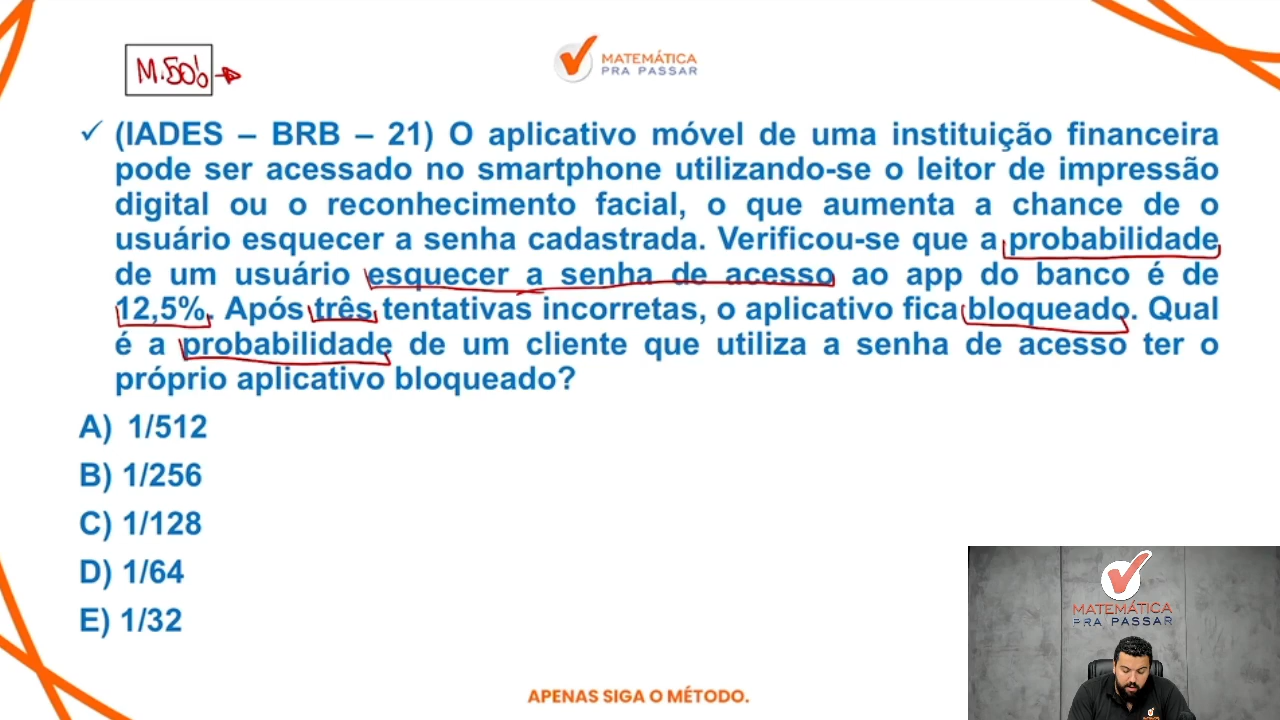 M.50%
MATEMÁTICA
PRA PASSAR
✓ (IADES – BRB – 21) O aplicativo móvel de uma instituição financeira
pode ser acessado no smartphone utilizando-se o leitor de impressão
digital ou o reconhecimento facial, o que aumenta a chance de o
usuário esquecer a senha cadastrada. Verificou-se que a probabilidade
de um usuário esquecer a senha de acesso ao app do banco é de
12,5%. Após três tentativas incorretas, o aplicativo fica bloqueado. Qual
é a probabilidade de um cliente que utiliza a senha de acesso ter o
próprio aplicativo bloqueado?
A) 1/512
B) 1/256
C) 1/128
D) 1/64
E) 1/32
MATEMÁTICA
PRA PASSAR
APENAS SIGA O MÉTODO.